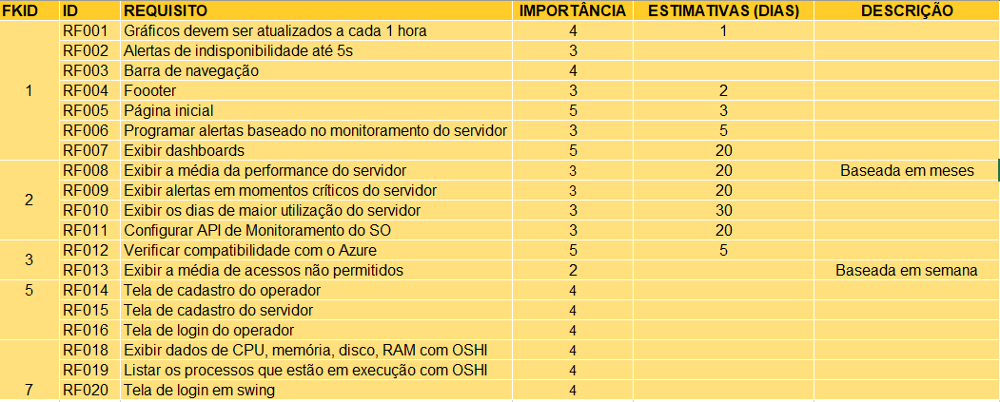 FKID ID REQUISITO IMPORTÂNCIA ESTIMATIVAS (DIAS) DESCRIÇÃO
RF001 Gráficos devem ser atualizados a cada 1 hora 4 1
RF002 Alertas de indisponibilidade até 5s 3
RF003 Barra de navegação 4
1 RF004 Foooter 3 2
RF005 Página inicial 5 3
RF006 Programar alertas baseado no monitoramento do servidor 3 5
RF007 Exibir dashboards 5 20
RF008 Exibir a média da performance do servidor 3 20 Baseada em meses
2 RF009 Exibir alertas em momentos críticos do servidor 3 20
RF010 Exibir os dias de maior utilização do servidor 3 30
RF011 Configurar API de Monitoramento do SO 3 20
3 RF012 Verificar compatibilidade com o Azure 5 5
RF013 Exibir a média de acessos não permitidos 2 Baseada em semana
5 RF014 Tela de cadastro do operador 4
RF015 Tela de cadastro do servidor 4
RF016 Tela de login do operador 4
RF018 Exibir dados de CPU, memória, disco, RAM com OSHI 4
RF019 Listar os processos que estão em execução com OSHI 4
7 RF020 Tela de login em swing 4